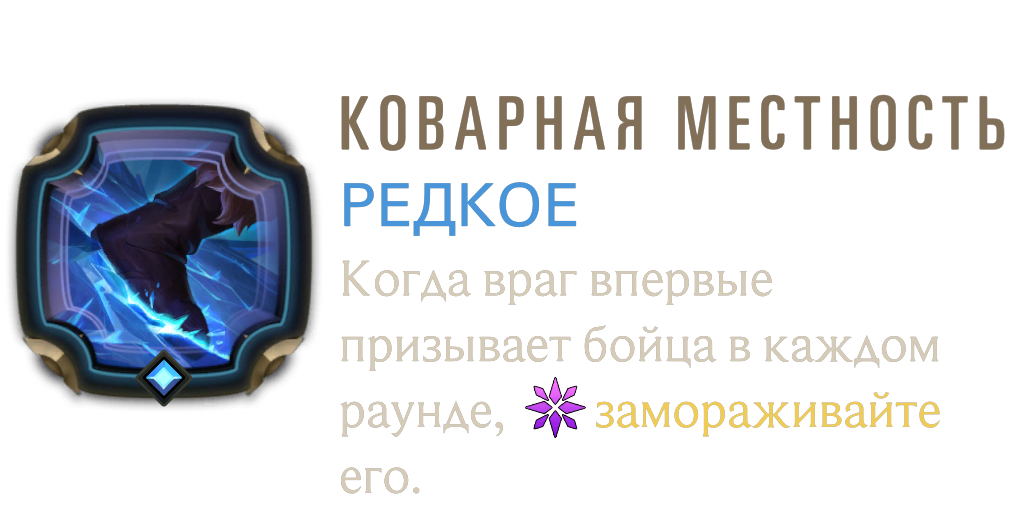 КОВАРНАЯ МЕСТНОСТЬ
РЕДКОЕ
Когда враг впервые
призывает бойца в каждом
раунде, замораживайте
его.